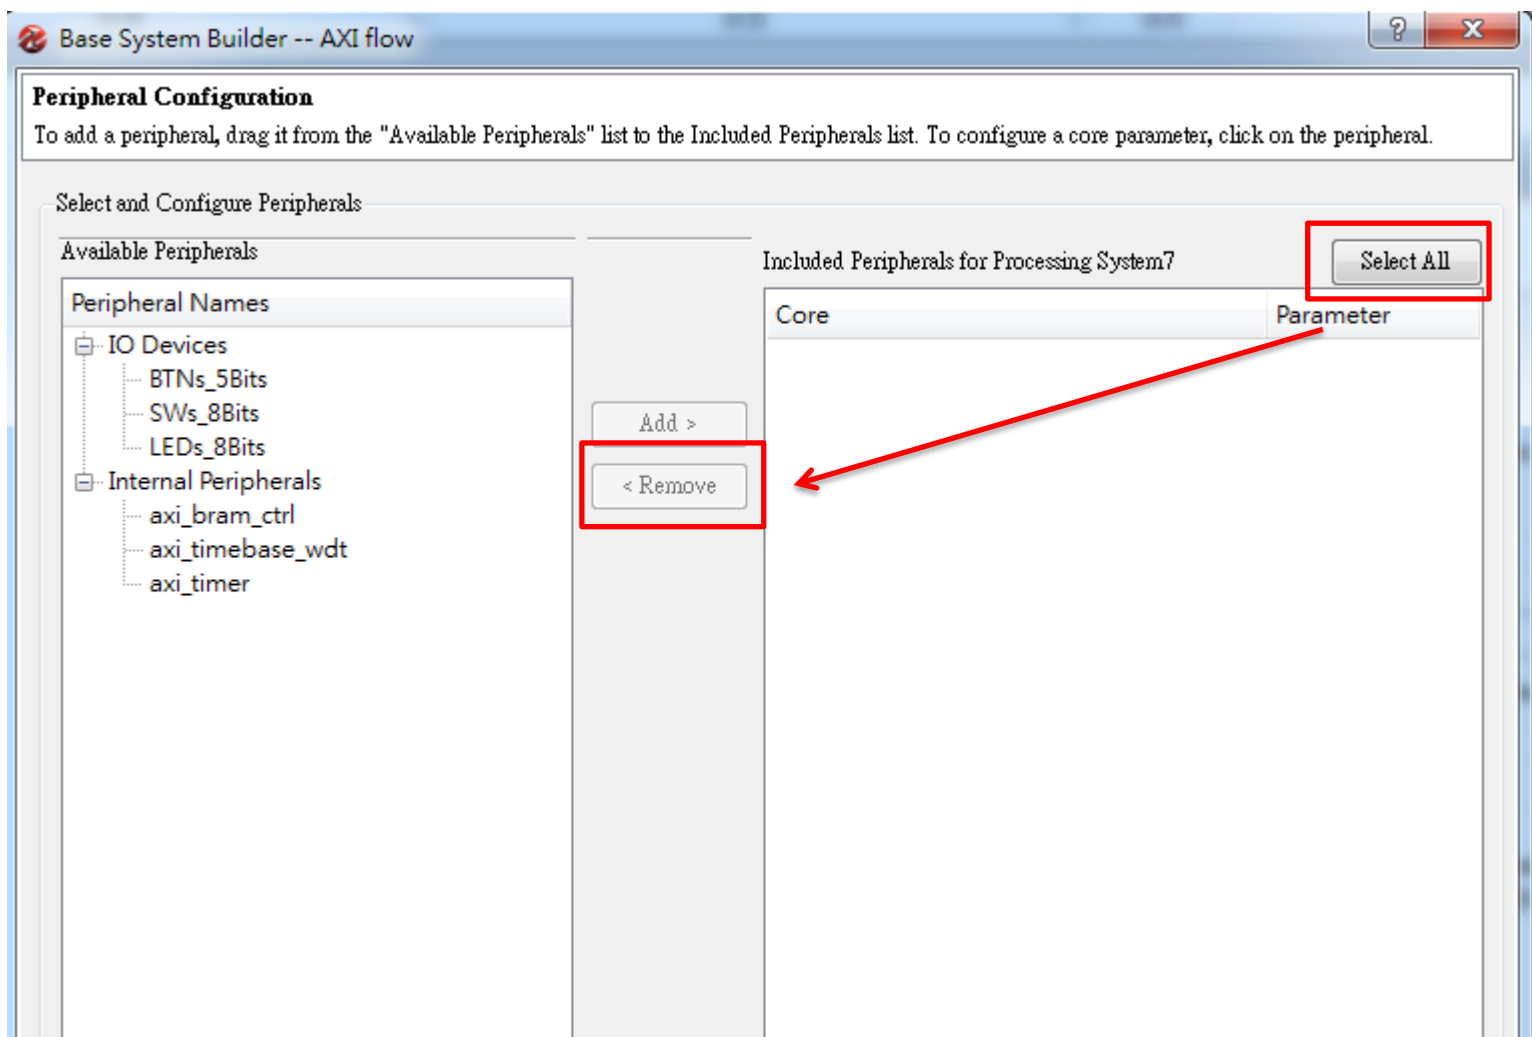 Base System Builder -- AXI flow
?
X
Peripheral Configuration
To add a peripheral, drag it from the "Available Peripherals" list to the Included Peripherals list. To configure a core parameter, click on the peripheral.
Select and Configure Peripherals
Available Peripherals
Included Peripherals for Processing System7
Select All
Peripheral Names
Core
Parameter
IO Devices
BTNs_5Bits
SWs_8Bits
LEDs_8Bits
Internal Peripherals
axi_bram_ctrl
axi_timebase_wdt
axi_timer
Add >
< Remove